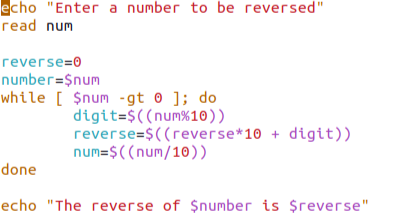 echo "Enter a number to be reversed"
read num

reverse=0
number=$num
while [ $num -gt 0 ]; do
        digit=$((num%10))
        reverse=$((reverse*10 + digit))
        num=$((num/10))
done

echo "The reverse of $number is $reverse"